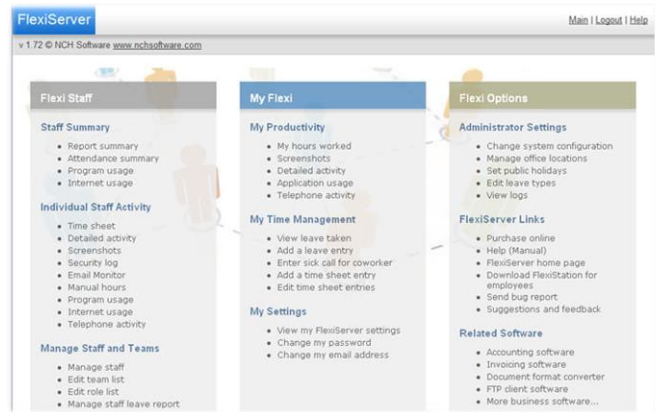 FlexiServer
Main | Logout | Help
v 1.72 © NCH Software www.nchsoftware.com
Flexi Staff
Staff Summary
Report summary
Attendance summary
Program usage
Internet usage
Individual Staff Activity
Time sheet
Detailed activity
Screenshots
Security log
Email Monitor
Manual hours
Program usage
Internet usage
Telephone activity
Manage Staff and Teams
Manage staff
Edit team list
Edit role list
Manage staff leave report
My Flexi
My Productivity
My hours worked
Screenshots
Detailed activity
Application usage
Telephone activity
My Time Management
View leave taken
Add a leave entry
Enter sick call for coworker
Add a time sheet entry
Edit time sheet entries
My Settings
View my FlexiServer settings
Change my password
Change my email address
Flexi Options
Administrator Settings
Change system configuration
Manage office locations
Set public holidays
Edit leave types
View logs
FlexiServer Links
Purchase online
Help (Manual)
FlexiServer home page
Download FlexiStation for
employees
Send bug report
Suggestions and feedback
Related Software
Accounting software
Invoicing software
Document format converter
FTP client software
More business software...